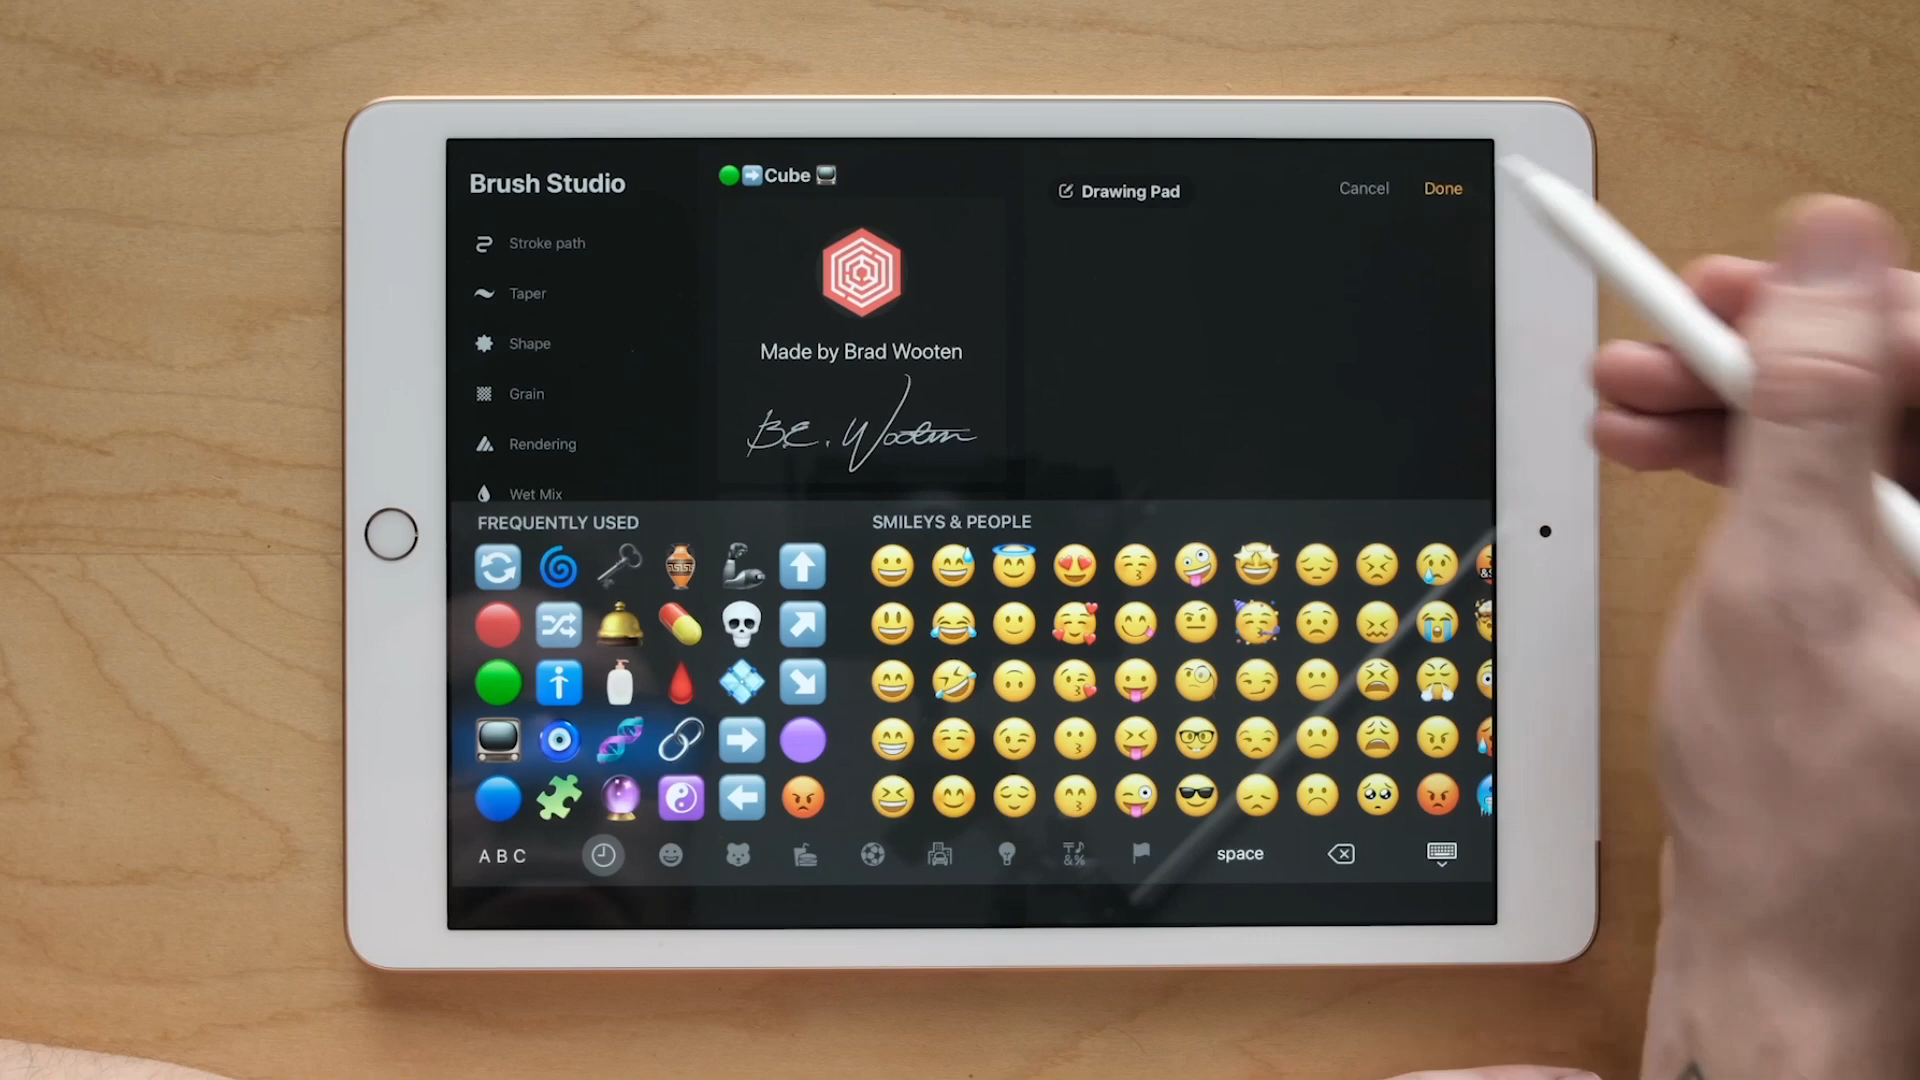 Brush Studio
🟢➡️Cube 📺
Drawing Pad
Cancel
Done
Stroke path
Taper
Shape
Grain
Rendering
Wet Mix
Made by Brad Wooten
B.E. Wooten
FREQUENTLY USED
SMILEYS & PEOPLE
ABC
space